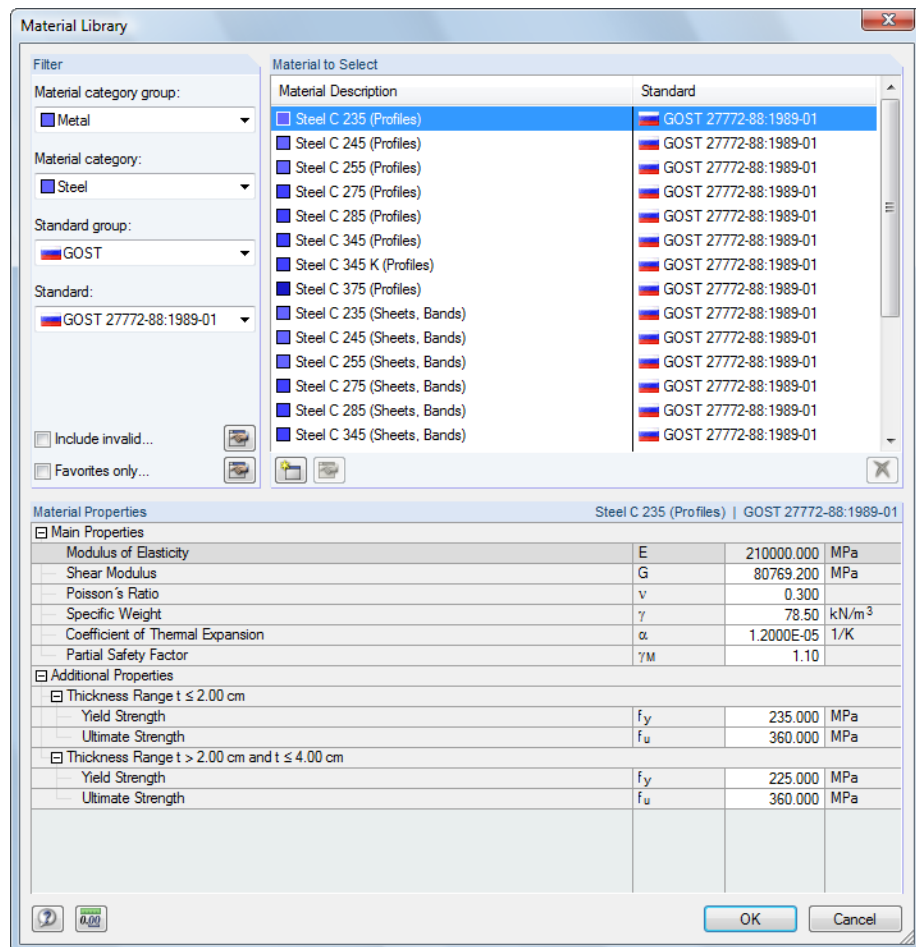 Material Library
Filter
Material category group:
Metal
Material category:
Steel
Standard group:
GOST
Standard:
GOST 27772-88:1989-01
Include invalid...
Favorites only...
Material to Select
Material Description Standard
Steel C 235 (Profiles) GOST 27772-88:1989-01
Steel C 245 (Profiles) GOST 27772-88:1989-01
Steel C 255 (Profiles) GOST 27772-88:1989-01
Steel C 275 (Profiles) GOST 27772-88:1989-01
Steel C 285 (Profiles) GOST 27772-88:1989-01
Steel C 345 (Profiles) GOST 27772-88:1989-01
Steel C 345 K (Profiles) GOST 27772-88:1989-01
Steel C 375 (Profiles) GOST 27772-88:1989-01
Steel C 235 (Sheets, Bands) GOST 27772-88:1989-01
Steel C 245 (Sheets, Bands) GOST 27772-88:1989-01
Steel C 255 (Sheets, Bands) GOST 27772-88:1989-01
Steel C 275 (Sheets, Bands) GOST 27772-88:1989-01
Steel C 285 (Sheets, Bands) GOST 27772-88:1989-01
Steel C 345 (Sheets, Bands) GOST 27772-88:1989-01
Material Properties Steel C 235 (Profiles) | GOST 27772-88:1989-01
Main Properties
Modulus of Elasticity E 210000.000 MPa
Shear Modulus G 80769.200 MPa
Poisson´s Ratio ν 0.300
Specific Weight γ 78.50 kN/m³
Coefficient of Thermal Expansion α 1.2000E-05 1/K
Partial Safety Factor γM 1.10
Additional Properties
Thickness Range t ≤ 2.00 cm
Yield Strength fy 235.000 MPa
Ultimate Strength fu 360.000 MPa
Thickness Range t > 2.00 cm and t ≤ 4.00 cm
Yield Strength fy 225.000 MPa
Ultimate Strength fu 360.000 MPa
0.00 OK Cancel